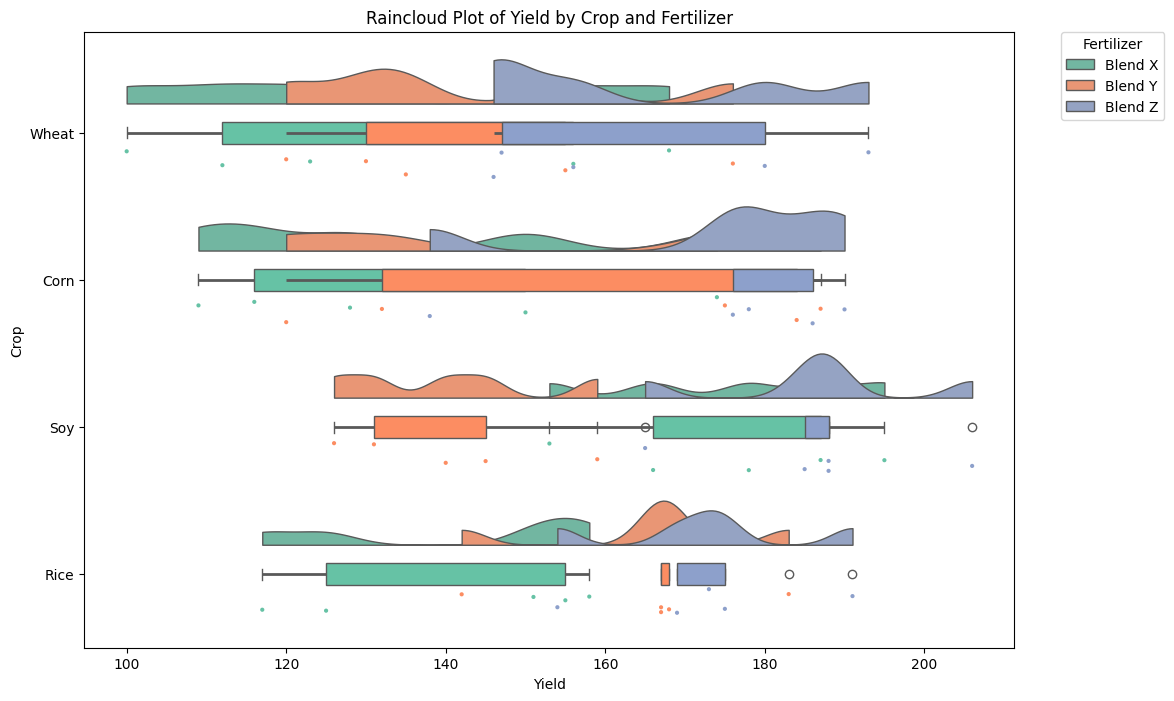 Raincloud Plot of Yield by Crop and Fertilizer
Fertilizer
Blend X
Blend Y
Blend Z
Crop
Wheat
Corn
Soy
Rice
100 120 140 160 180 200
Yield